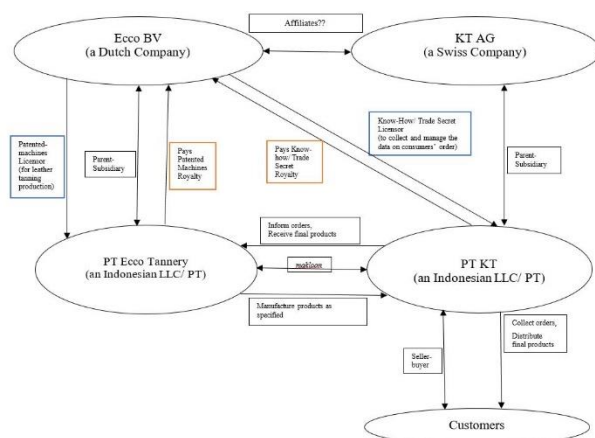 Affiliates??
Ecco BV
(a Dutch Company)
KT AG
(a Swiss Company)
Patented-
machines
Licensor
(for leather
tanning
production)
Parent-
Subsidiary
Pays
Patented
Machines
Royalty
Pays Know-
how/ Trade
Secret
Royalty
Know-How/ Trade Secret
Licensor
(to collect and manage the
data on consumers' order)
Parent-
Subsidiary
Inform orders,
Receive final products
PT Ecco Tannery
(an Indonesian LLC/ PT)
makloon
PT KT
(an Indonesian LLC/ PT)
Manufacture products as
specified
Seller-
buyer
Collect orders,
Distribute
final products
Customers